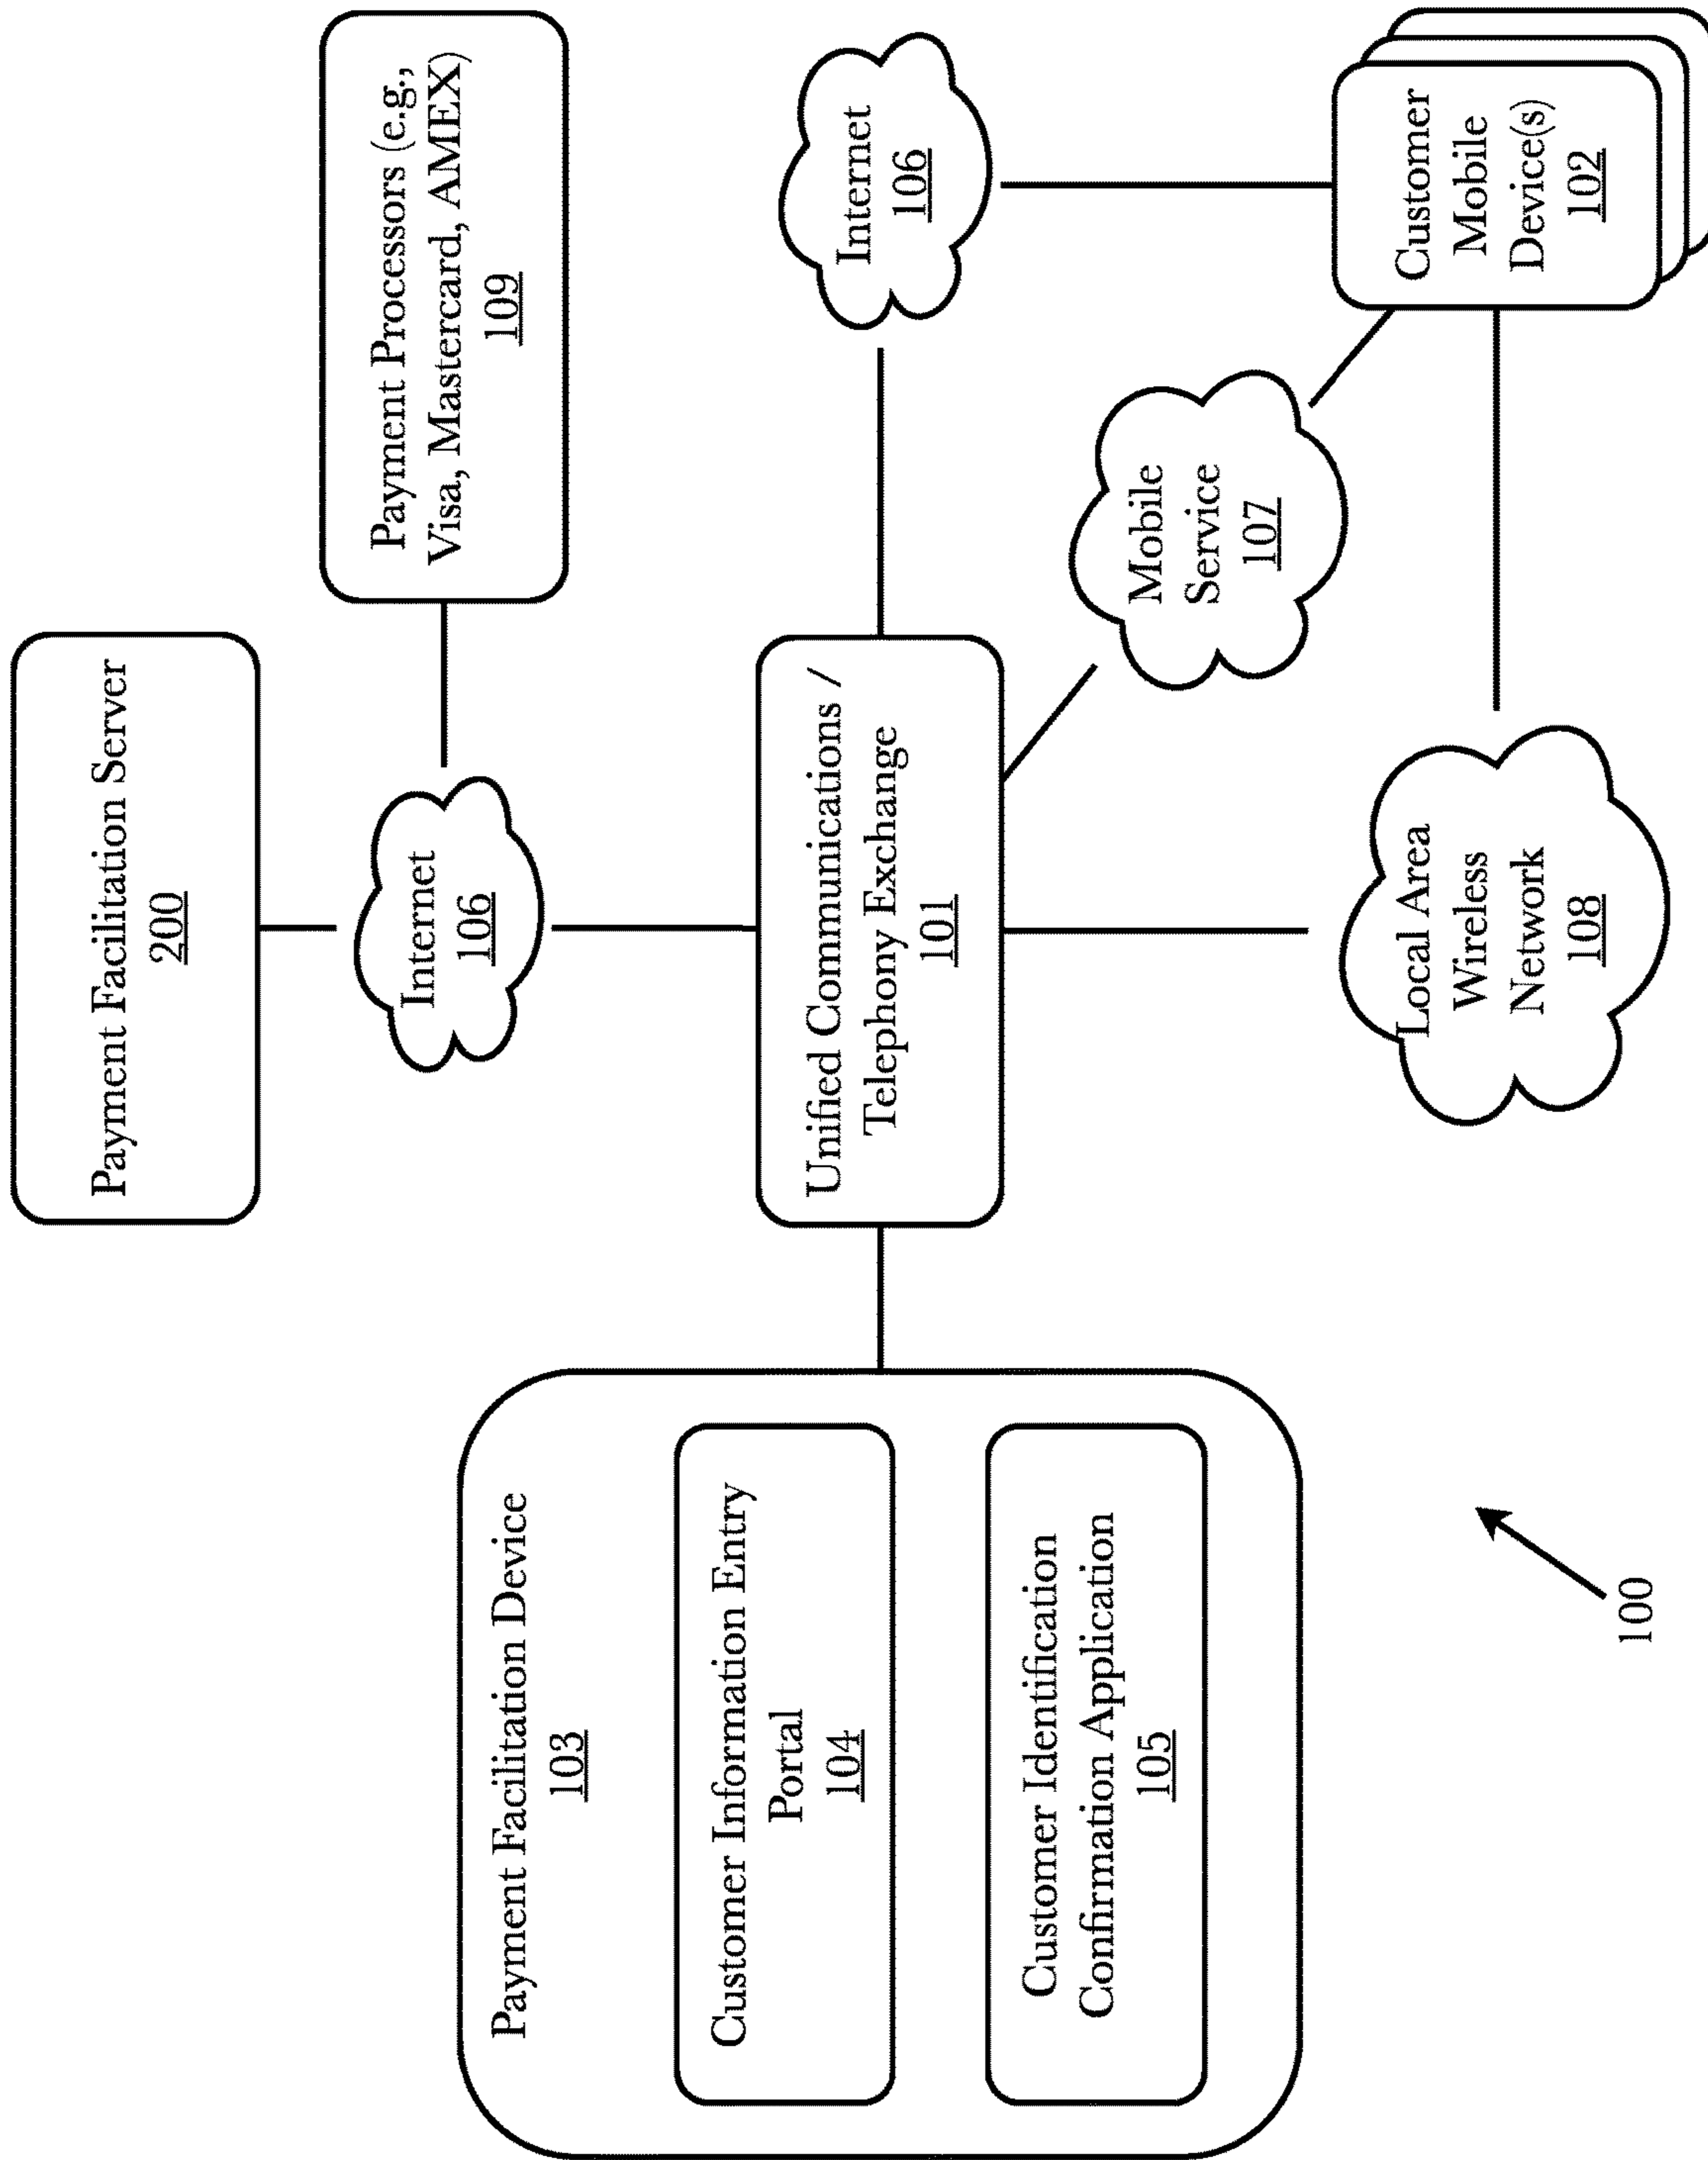 Payment Facilitation Server
200
Payment Processors (e.g.,
Visa, Mastercard, AMEX)
109
Internet
106
Payment Facilitation Device
103
Customer Information Entry
Portal
104
Customer Identification
Confirmation Application
105
Unified Communications /
Telephony Exchange
101
Internet
106
Mobile
Service
107
Local Area
Wireless
Network
108
Customer
Mobile
Device(s)
102
100